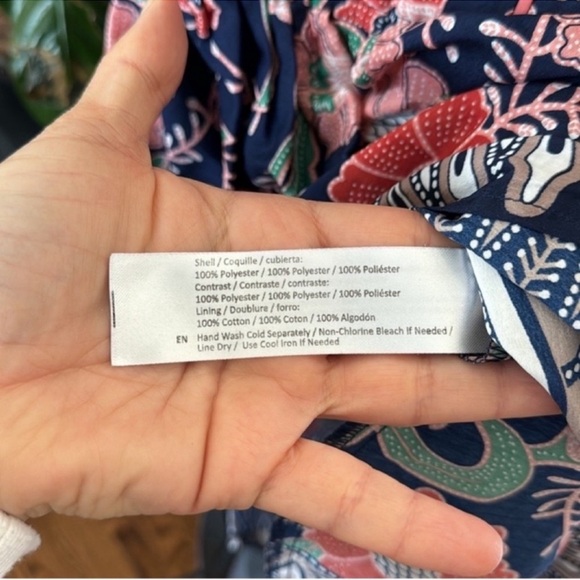 Shell / Coquille / cubierta:
100% Polyester / 100% Polyester / 100% Poliéster
Contrast / Contraste / contraste:
100% Polyester / 100% Polyester / 100% Poliéster
Lining / Doublure / forro:
100% Cotton / 100% Coton / 100% Algodón
EN Hand Wash Cold Separately / Non-Chlorine Bleach If Needed /
Line Dry / Use Cool Iron If Needed